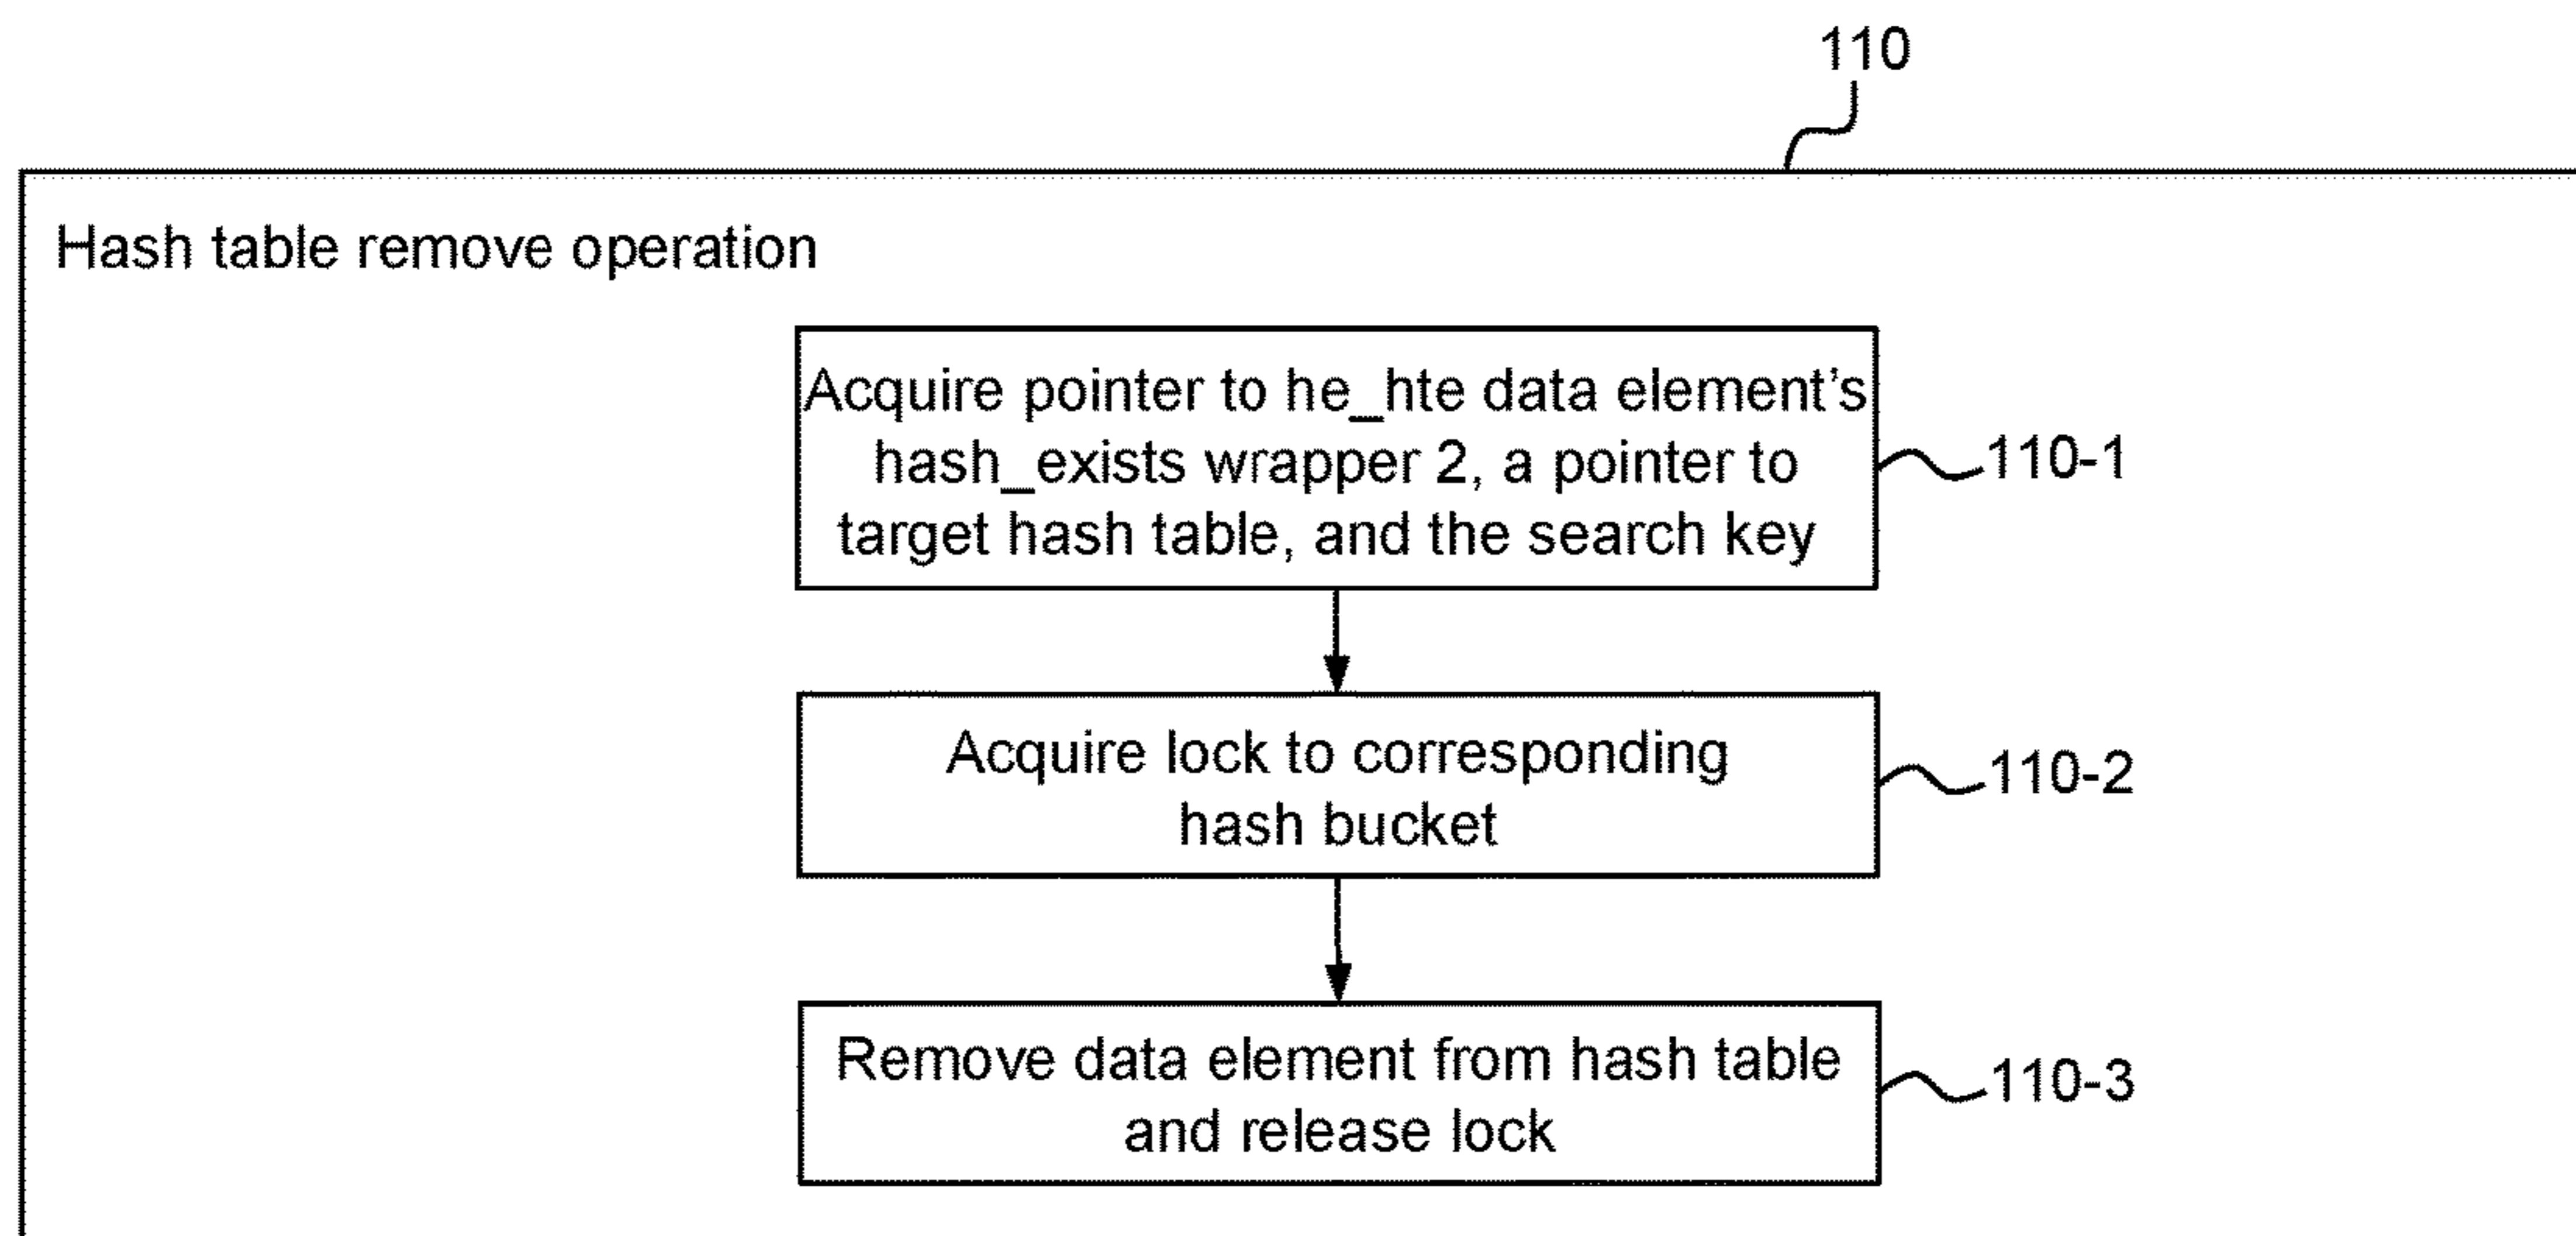 110
Hash table remove operation
Acquire pointer to he_hte data element’s
hash_exists wrapper 2, a pointer to
target hash table, and the search key
110-1
Acquire lock to corresponding
hash bucket
110-2
Remove data element from hash table
and release lock
110-3